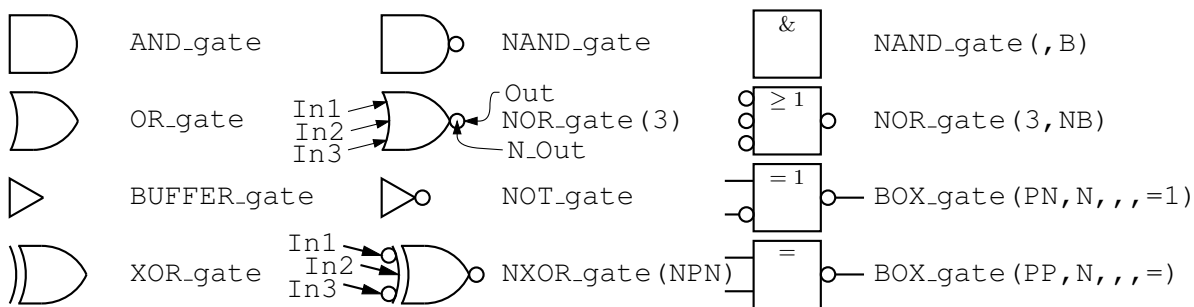 AND_gate NAND_gate & NAND_gate(,B)
Out
In1 ≥ 1
OR_gate In2 NOR_gate(3) NOR_gate(3,NB)
In3 N_Out
BUFFER_gate NOT_gate = 1 BOX_gate(PN,N,,,=1)
In1 =
XOR_gate In2 NXOR_gate(NPN) BOX_gate(PP,N,,,=)
In3